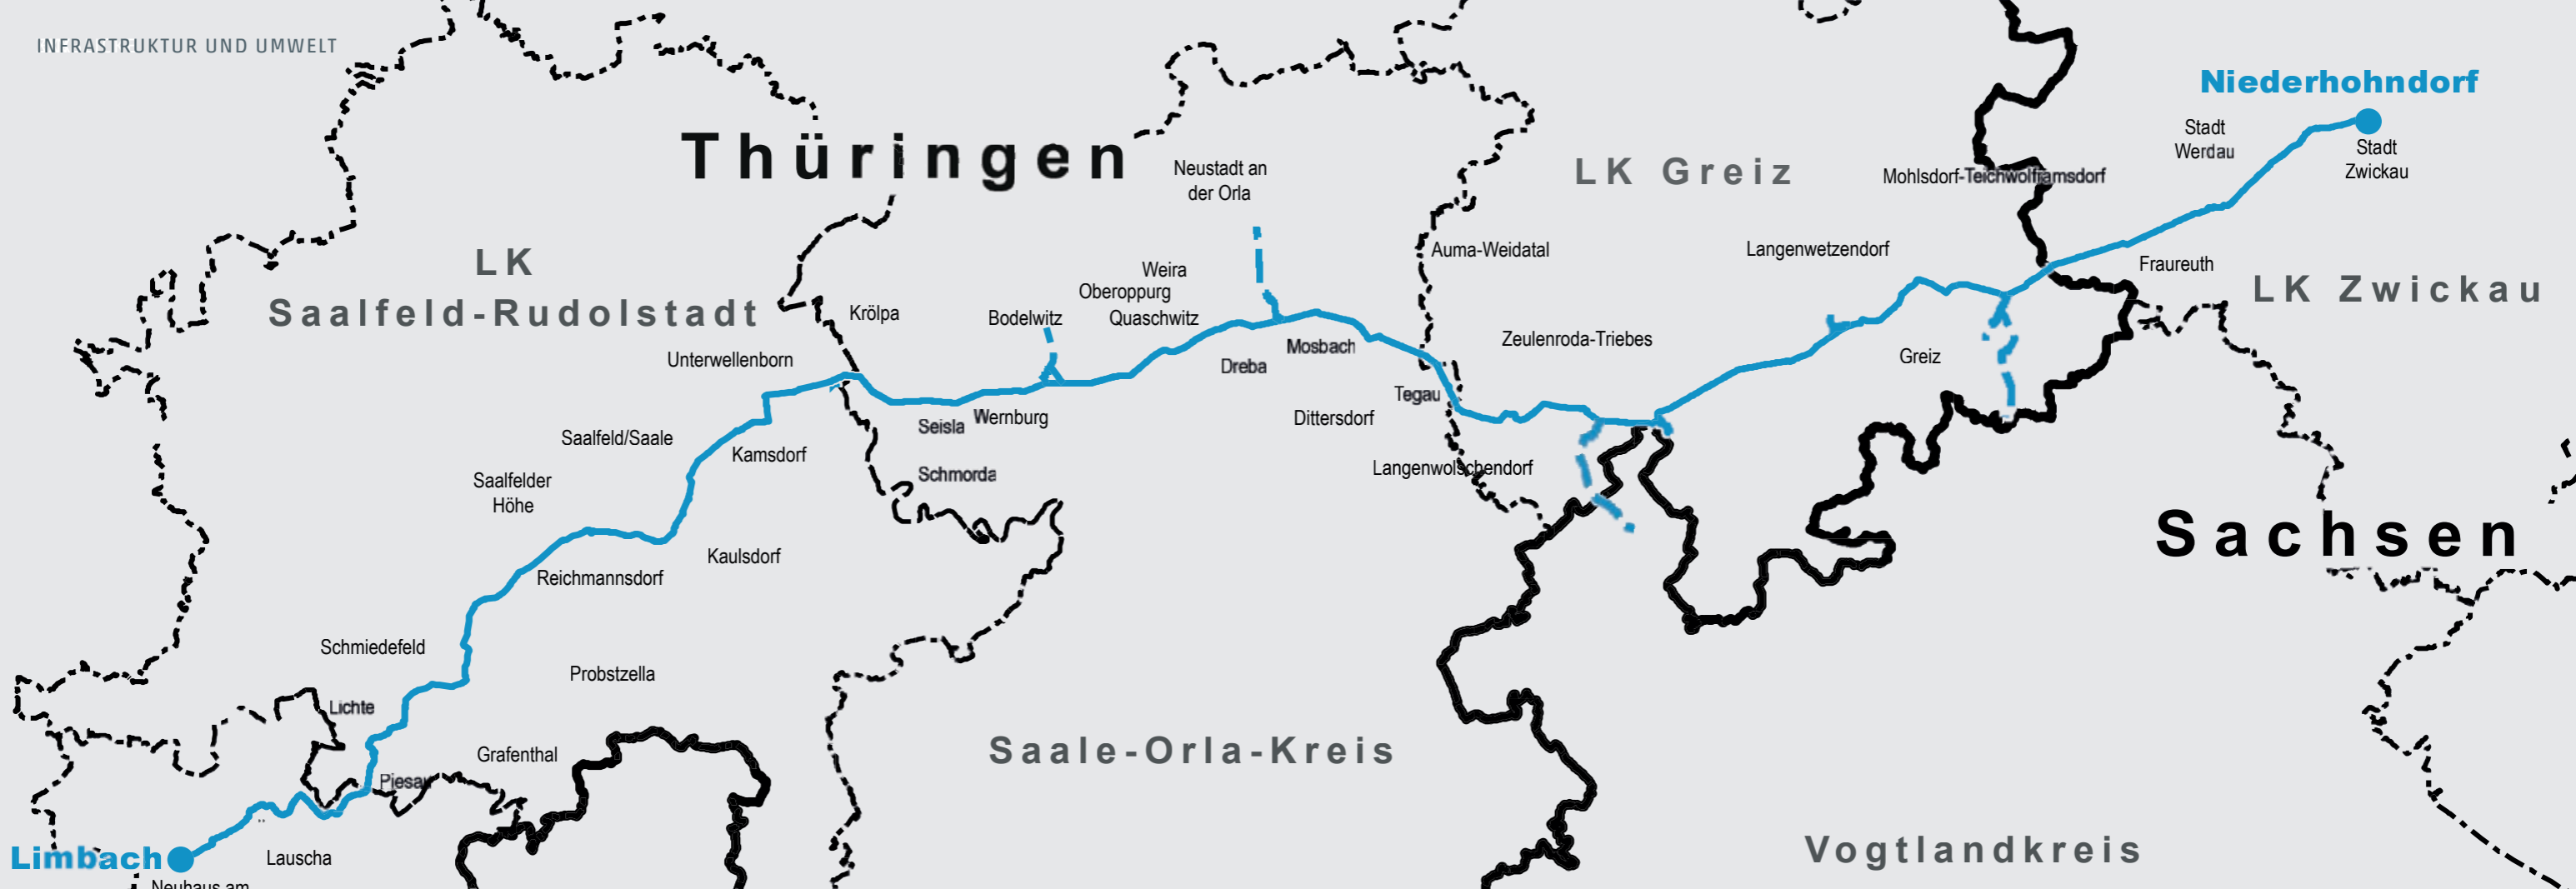 INFRASTRUKTUR UND UMWELT
Niederhohndorf
Stadt
Werdau
Stadt
Zwickau
Thüringen
Neustadt an
der Orla
LK Greiz
Mohlsdorf-Teichwolframsdorf
LK
Saalfeld-Rudolstadt
Auma-Weidatal
Langenwetzendorf
Fraureuth
LK Zwickau
Weira
Oberoppurg
Quaschwitz
Krölpa
Bodelwitz
Unterwellenborn
Mosbach
Dreba
Zeulenroda-Triebes
Greiz
Tegau
Dittersdorf
Seisla
Wernburg
Saalfeld/Saale
Kamsdorf
Schmorda
Langenwolschendorf
Saalfelder
Höhe
Sachsen
Kaulsdorf
Reichmannsdorf
Schmiedefeld
Probstzella
Lichte
Grafenthal
Saale-Orla-Kreis
Piesau
Limbach
Lauscha
Vogtlandkreis
Neuhaus am